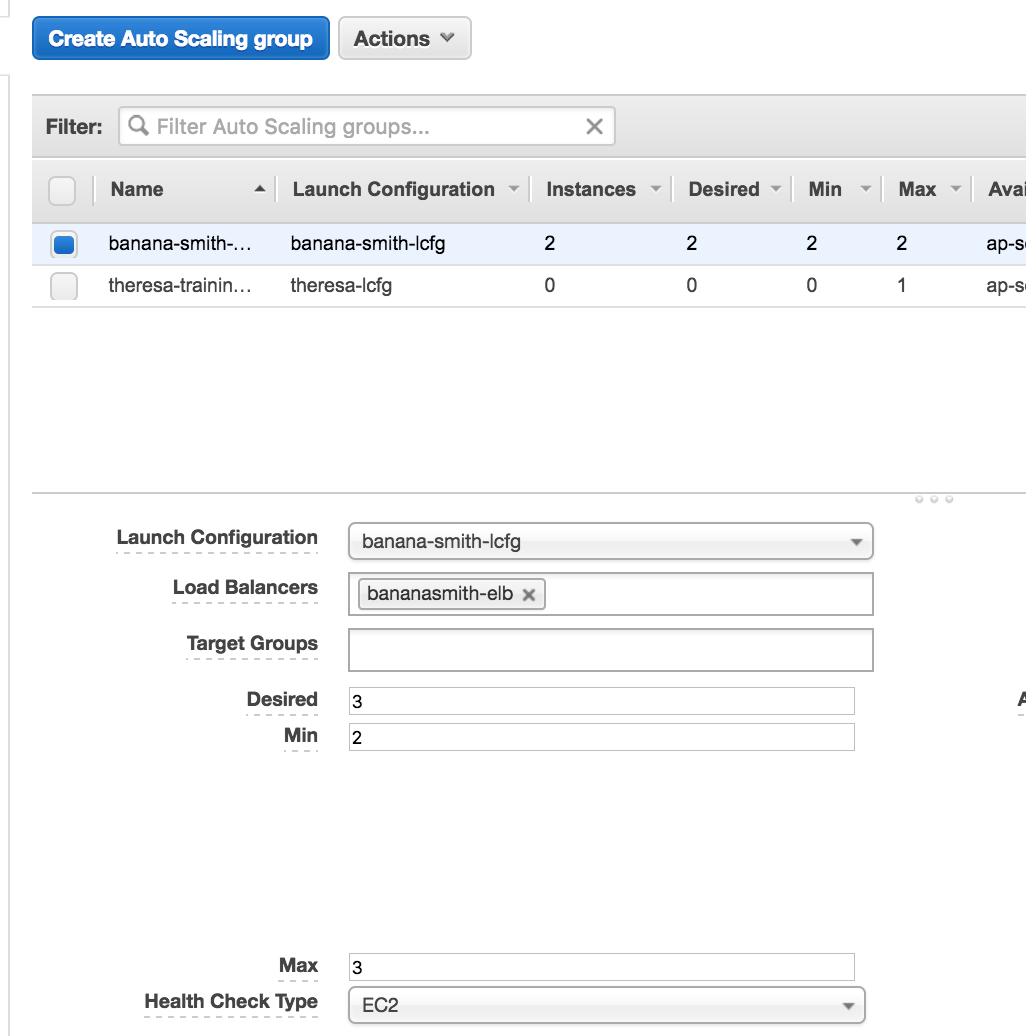 Create Auto Scaling group Actions
Filter: Filter Auto Scaling groups...
Name Launch Configuration Instances Desired Min Max Avai
banana-smith-... banana-smith-lcfg 2 2 2 2 ap-s
theresa-trainin... theresa-lcfg 0 0 0 1 ap-s
Launch Configuration banana-smith-lcfg
Load Balancers bananasmith-elb
Target Groups
Desired 3
Min 2
Max 3
Health Check Type EC2